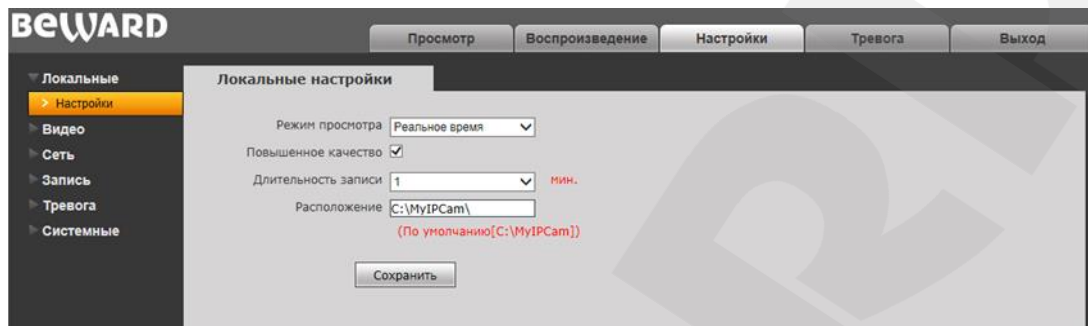 BEWARD
Просмотр
Воспроизведение
Настройки
Тревога
Выход
Локальные
> Настройки
Видео
Сеть
Запись
Тревога
Системные
Локальные настройки
Режим просмотра Реальное время
Повышенное качество
Длительность записи 1 мин.
Расположение C:\MyIPCam\
(По умолчанию[C:\MyIPCam])
Сохранить